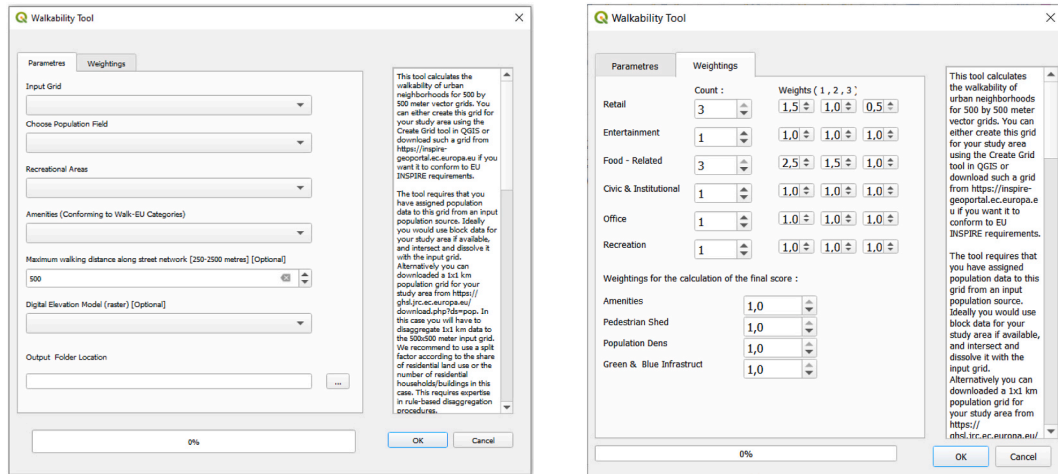 Walkability Tool
Parametres
Weightings
Input Grid
Choose Population Field
Recreational Areas
Amenities (Conforming to Walk-EU Categories)
Maximum walking distance along street network [250-2500 metres] [Optional]
500
Digital Elevation Model (raster) [Optional]
Output Folder Location
...
This tool calculates the
walkability of urban
neighborhoods for 500 by
500 meter vector grids. You
can either create this grid
for your study area using the
Create Grid tool in QGIS or
download such a grid from
https://inspire-
geoportal.ec.europa.eu if you
want it to conform to EU
INSPIRE requirements.
The tool requires that you
have assigned population
data to this grid from an input
population source. Ideally
you would use block data for
your study area if available,
and intersect and dissolve it
with the input grid.
Alternatively you can
downloaded a 1x1 km
population grid for your
study area from https://
ghsl.jrc.ec.europa.eu/
download.php?ds=pop. In
this case you will have to
disaggregate 1x1 km data to
the 500x500 meter input grid.
We recommend to use a split
factor according to the share
of residential land use or the
number of residential
households/buildings in this
case. This requires expertise
in rule-based disaggregation
procedures.
0%
OK
Cancel
Walkability Tool
Parametres
Weightings
Count :
Weights ( 1 , 2 , 3 )
Retail
3
1,5
1,0
0,5
Entertainment
1
1,0
1,0
1,0
Food - Related
3
2,5
1,5
1,0
Civic & Institutional
1
1,0
1,0
1,0
Office
1
1,0
1,0
1,0
Recreation
1
1,0
1,0
1,0
Weightings for the calculation of the final score :
Amenities
1,0
Pedestrian Shed
1,0
Population Dens
1,0
Green & Blue Infrastruct
1,0
This tool calculates
the walkability of
urban neighborhoods
for 500 by 500 meter
vector grids. You can
either create this grid
for your study area
using the Create Grid
tool in QGIS or
download such a grid
from https://inspire-
geoportal.ec.europa.e
u if you want it to
conform to EU
INSPIRE requirements.
The tool requires that
you have assigned
population data to this
grid from an input
population source.
Ideally you would use
block data for your
study area if available,
and intersect and
dissolve it with the
input grid.
Alternatively you can
downloaded a 1x1 km
population grid for
your study area from
https://
ghsl.jrc.ec.europa.eu/
0%
OK
Cancel